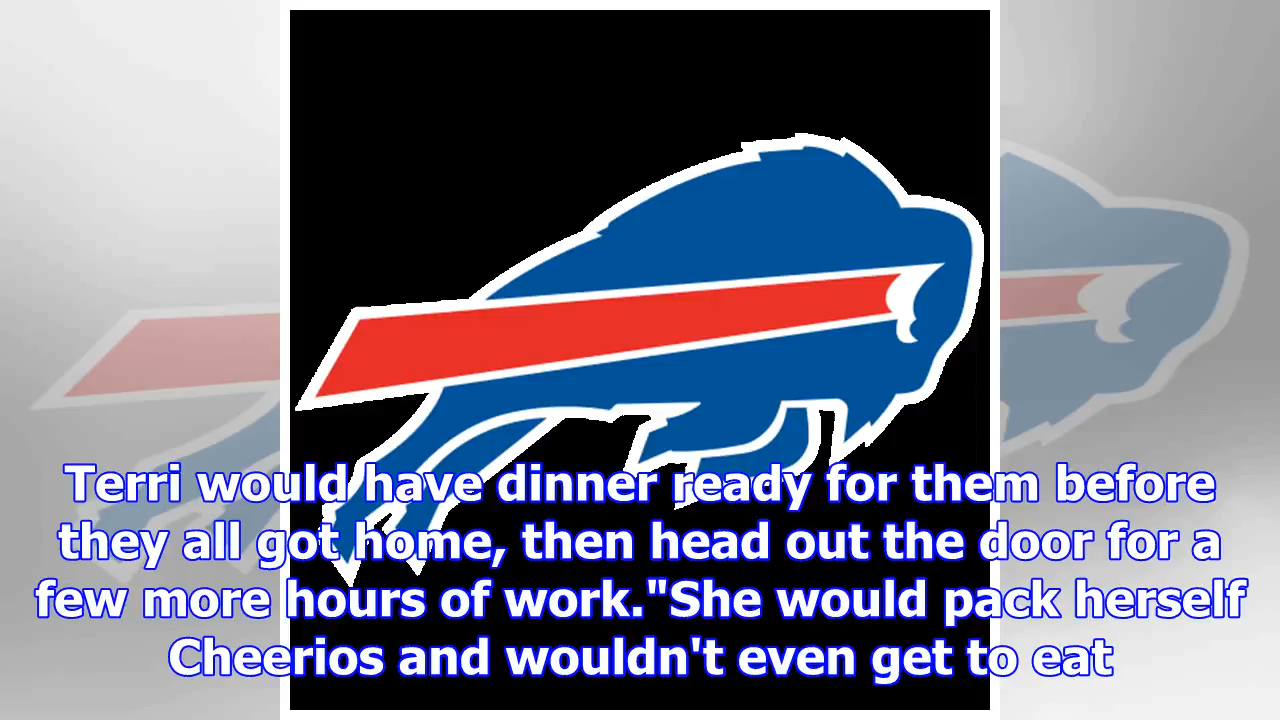 Terri would have dinner ready for them before
they all got home, then head out the door for a
few more hours of work."She would pack herself
Cheerios and wouldn't even get to eat